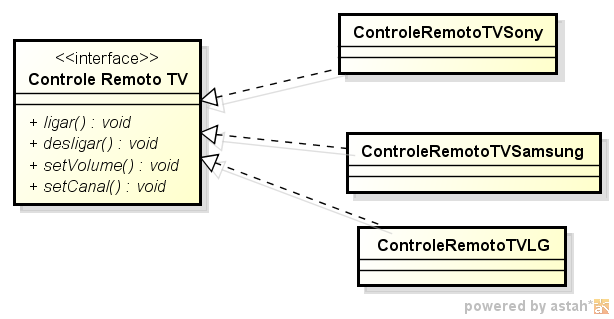 <<interface>>
Controle Remoto TV
+ ligar() : void
+ desligar() : void
+ setVolume() : void
+ setCanal() : void
ControleRemotoTVSony
ControleRemotoTVSamsung
ControleRemotoTVLG
powered by astah*